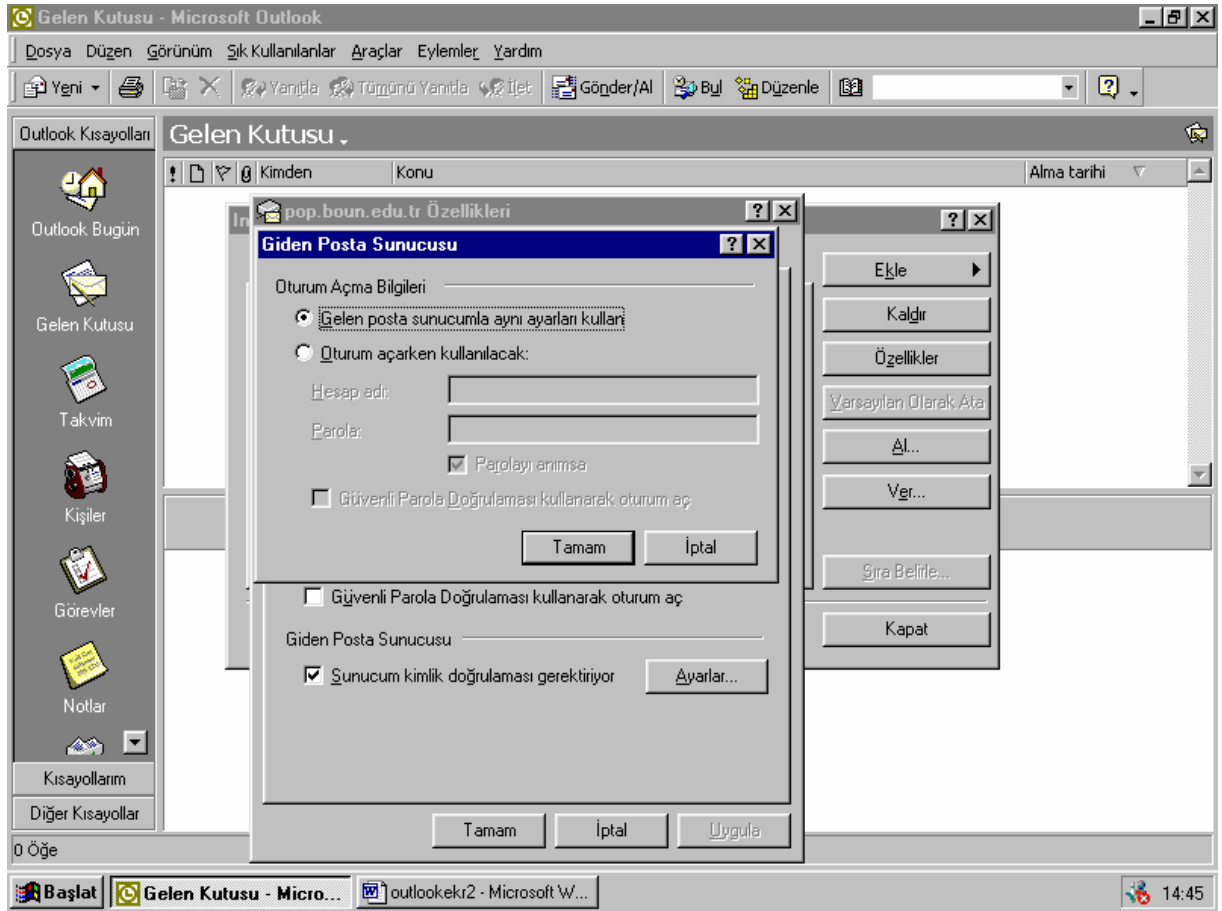 Gelen Kutusu - Microsoft Outlook
Dosya Düzen Görünüm Sık Kullanılanlar Araçlar Eylemler Yardım
Yeni Yanıtla Tümünü Yanıtla İlet Gönder/Al Bul Düzenle
Outlook Kısayolları
Gelen Kutusu
Kimden Konu Alma tarihi
Outlook Bugün
Gelen Kutusu
Takvim
Kişiler
Görevler
Notlar
Kısayollarım
Diğer Kısayollar
In
pop.boun.edu.tr Özellikleri
Giden Posta Sunucusu
Oturum Açma Bilgileri
Gelen posta sunucumla aynı ayarları kullan
Oturum açarken kullanılacak:
Hesap adı:
Parola:
Parolayı anımsa
Güvenli Parola Doğrulaması kullanarak oturum aç
Tamam İptal
Güvenli Parola Doğrulaması kullanarak oturum aç
Giden Posta Sunucusu
Sunucum kimlik doğrulaması gerektiriyor Ayarlar...
Tamam İptal Uygula
Ekle
Kaldır
Özellikler
Varsayılan Olarak Ata
Al...
Ver...
Sıra Belirle...
Kapat
0 Öğe
Başlat Gelen Kutusu - Micro... outlookekr2 - Microsoft W... 14:45